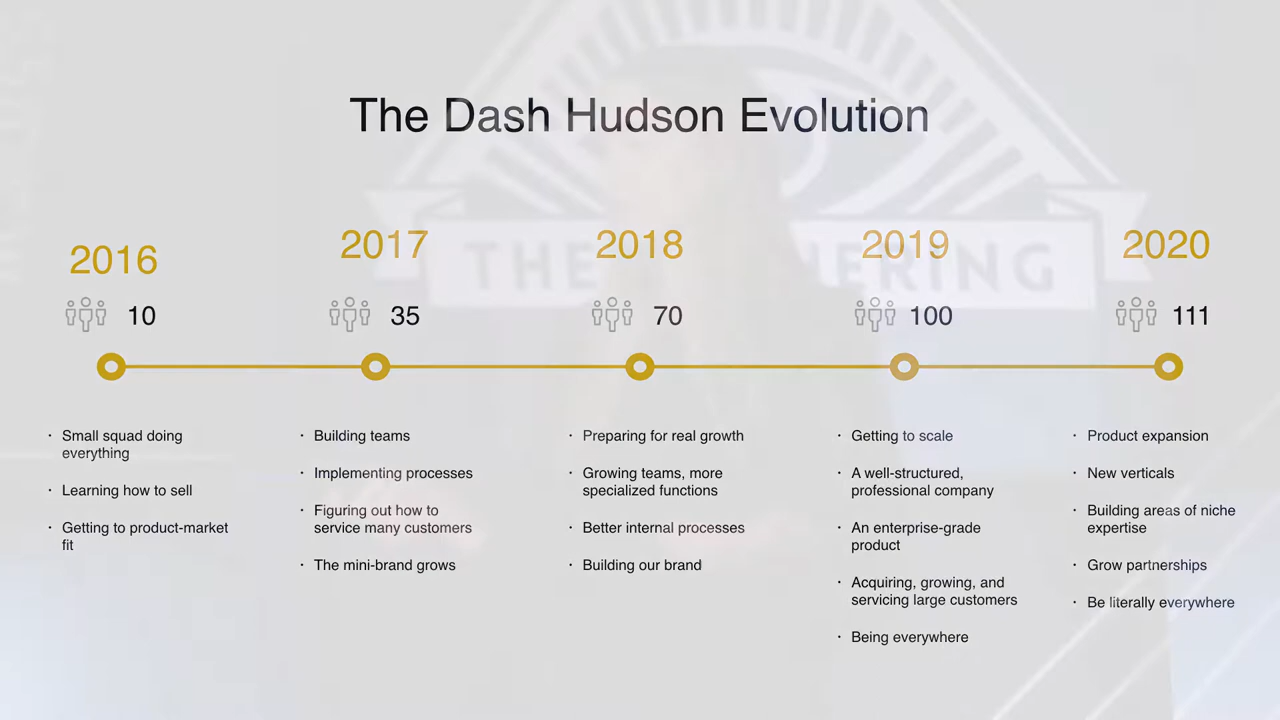 The Dash Hudson Evolution
2016
2017
2018
2019
2020
10
35
70
100
111
· Small squad doing
everything
· Learning how to sell
· Getting to product-market
fit
· Building teams
· Implementing processes
· Figuring out how to
service many customers
· The mini-brand grows
· Preparing for real growth
· Growing teams, more
specialized functions
· Better internal processes
· Building our brand
· Getting to scale
· A well-structured,
professional company
· An enterprise-grade
product
· Acquiring, growing, and
servicing large customers
· Being everywhere
· Product expansion
· New verticals
· Building areas of niche
expertise
· Grow partnerships
· Be literally everywhere
THE
ERING